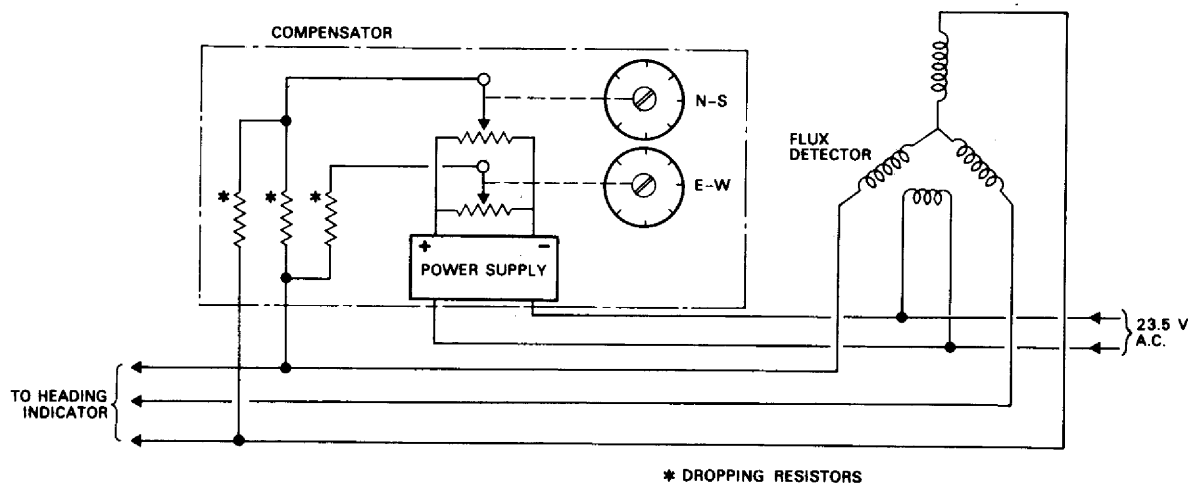 COMPENSATOR
N-S
E-W
*
*
*
+
-
POWER SUPPLY
FLUX
DETECTOR
23.5 V
A.C.
TO HEADING
INDICATOR
* DROPPING RESISTORS